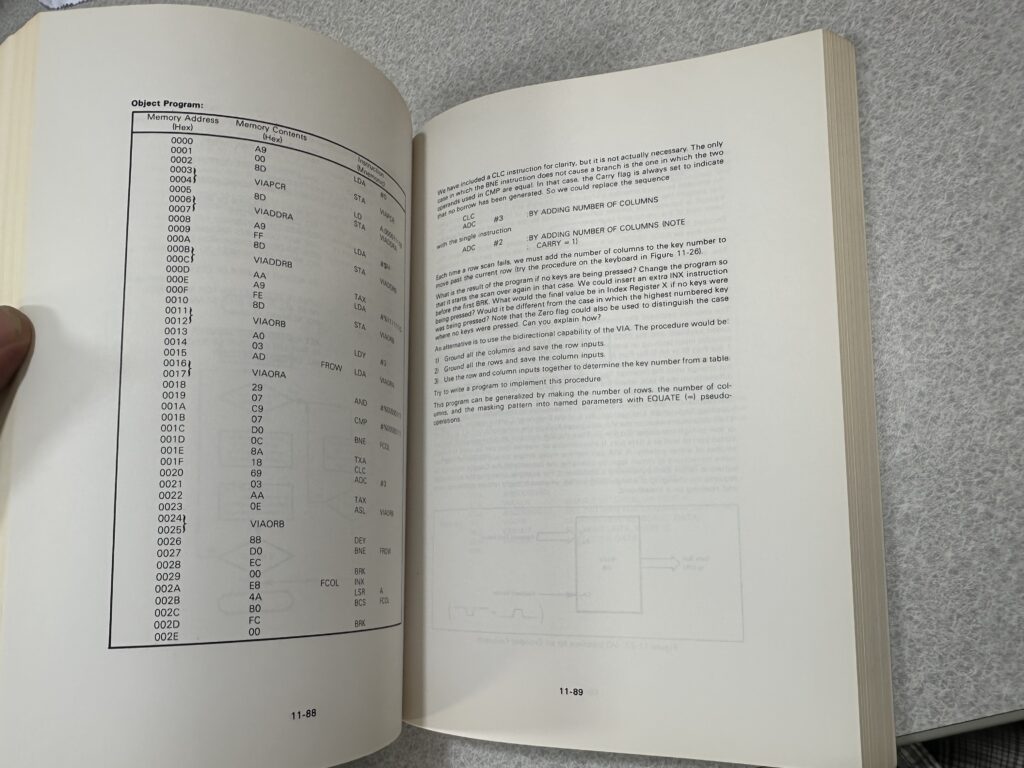 Object Program:
Memory Address Memory Contents Instruction
(Hex) (Hex) (Mnemonic)
0000 A9 LDA #0
0001 00
0002 8D STA VIAPCR
0003}
0004} VIAPCR
0005 8D STA VIADDRA
0006}
0007} VIADDRA
0008 A9
0009 FF
000A 8D STA VIADDRB
000B}
000C} VIADDRB
000D AA TAX
000E A9 LDA
000F FE
0010 8D STA VIAORB
0011}
0012} VIAORB
0013 A0 LDY #3
0014 03
0015 AD FROW LDA VIAORA
0016}
0017} VIAORA
0018 29 AND
0019 07
001A C9 CMP
001B 07
001C D0 BNE FCOL
001D 0C
001E 8A TXA
001F 18 CLC
0020 69 ADC #3
0021 03
0022 AA TAX
0023 0E ASL VIAORB
0024}
0025} VIAORB
0026 88 DEY
0027 D0 BNE FROW
0028 EC
0029 00 BRK
002A E8 FCOL INX
002B 4A LSR A
002C B0 BCS FCOL
002D FC
002E 00 BRK
11-88
We have included a CLC instruction for clarity, but it is not actually necessary. The only
case in which the BNE instruction does not cause a branch is the one in which the two
operands used in CMP are equal. In that case, the Carry flag is always set to indicate
that no borrow has been generated. So we could replace the sequence
CLC
ADC #3 ;BY ADDING NUMBER OF COLUMNS
with the single instruction
ADC #2 ;BY ADDING NUMBER OF COLUMNS (NOTE
; CARRY = 1)
Each time a row scan fails, we must add the number of columns to the key number to
move past the current row (try the procedure on the keyboard in Figure 11-26).
What is the result of the program if no keys are being pressed? Change the program so
that it starts the scan over again in that case. We could insert an extra INX instruction
before the first BRK. What would the final value be in Index Register X if no keys were
being pressed? Would it be different from the case in which the highest numbered key
was being pressed? Note that the Zero flag could also be used to distinguish the case
where no keys were pressed. Can you explain how?
An alternative is to use the bidirectional capability of the VIA. The procedure would be:
1) Ground all the columns and save the row inputs.
2) Ground all the rows and save the column inputs.
3) Use the row and column inputs together to determine the key number from a table.
Try to write a program to implement this procedure.
This program can be generalized by making the number of rows, the number of col-
umns, and the masking pattern into named parameters with EQUATE (=) pseudo-
operations.
11-89